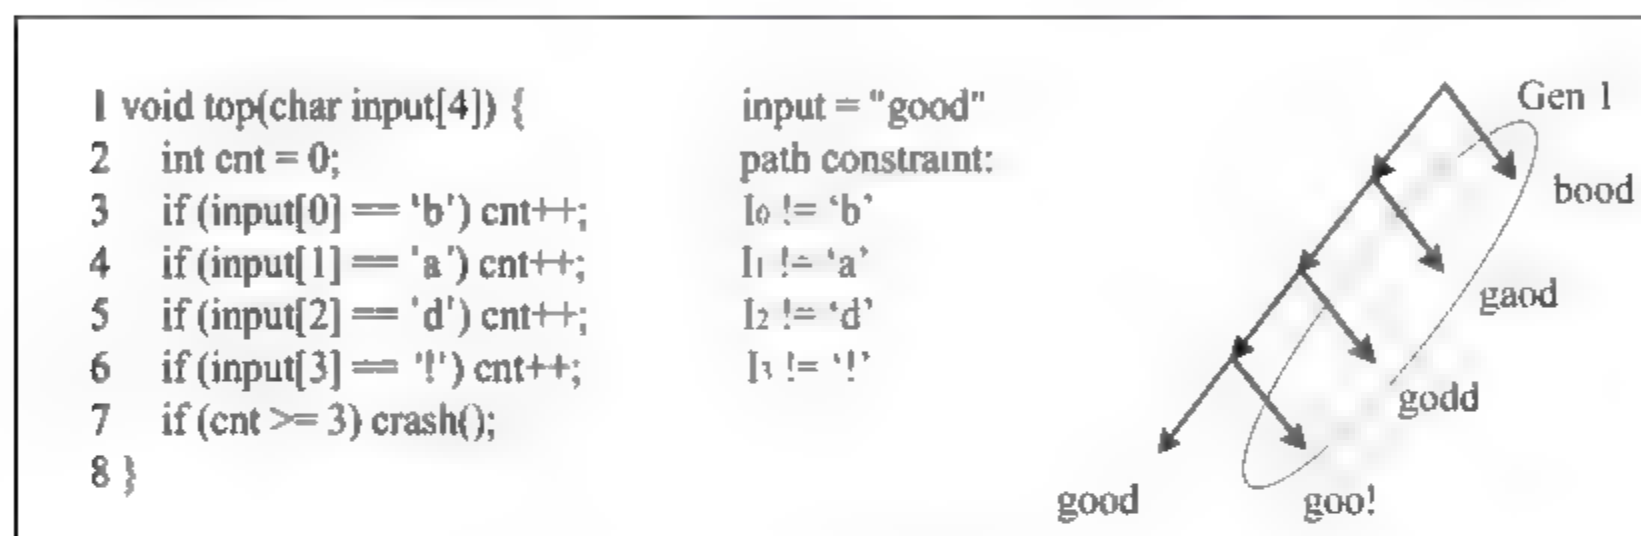 1 void top(char input[4]) {
2 int cnt = 0;
3 if (input[0] == 'b') cnt++;
4 if (input[1] == 'a') cnt++;
5 if (input[2] == 'd') cnt++;
6 if (input[3] == '!') cnt++;
7 if (cnt >= 3) crash();
8 }
input = "good"
path constraint:
I₀ != ‘b’
I₁ != ‘a’
I₂ != ‘d’
I₃ != ‘!’
Gen 1
bood
gaod
godd
good
goo!